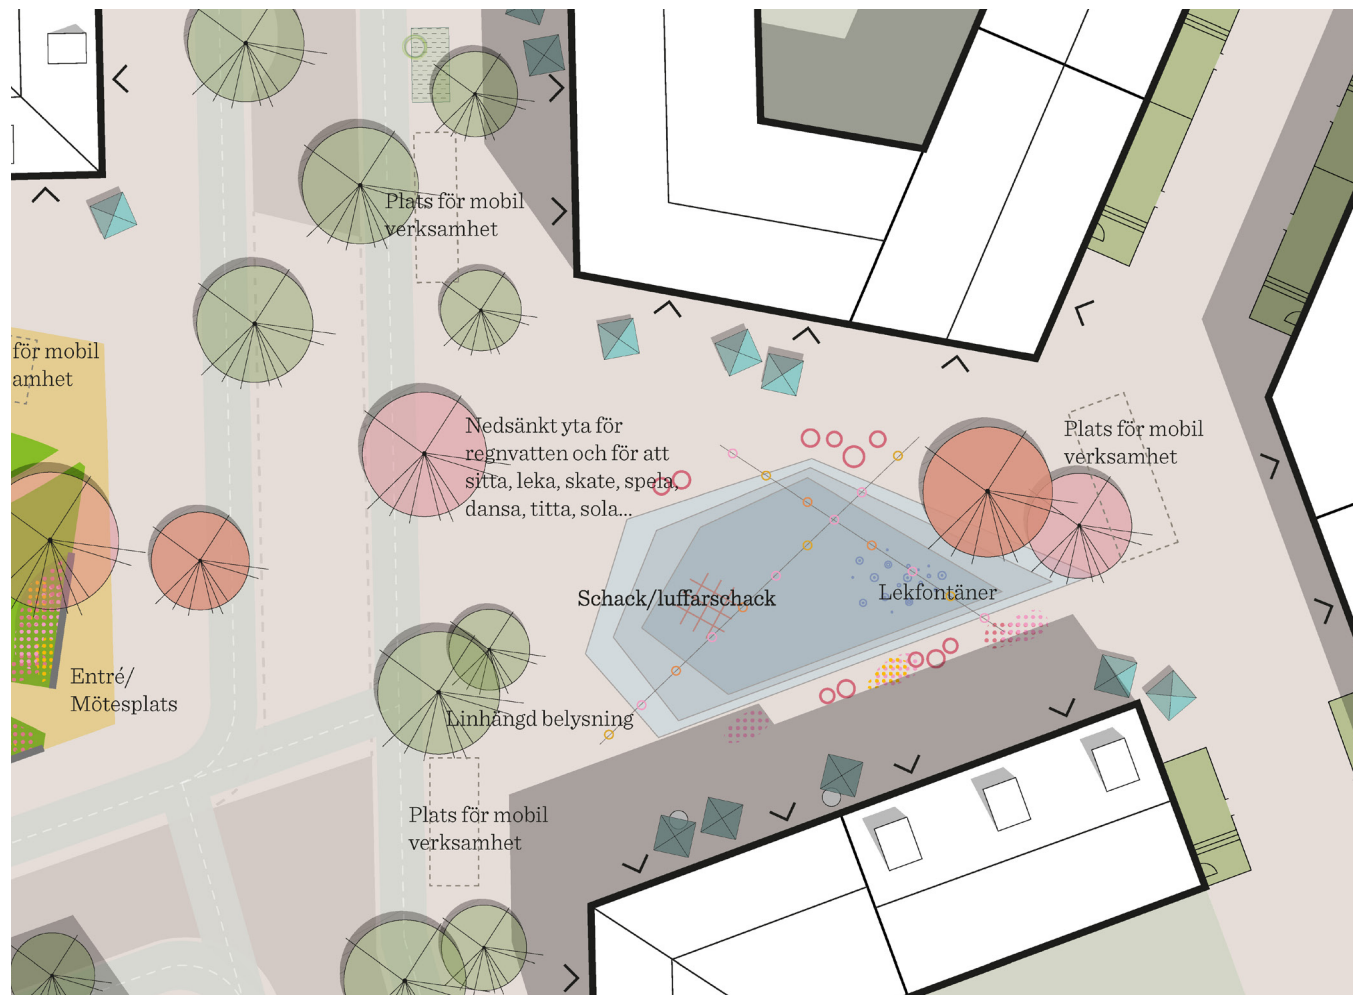 Plats för mobil
verksamhet
för mobil
amhet
Nedsänkt yta för
regnvatten och för att
sitta, leka, skate, spela,
dansa, titta, sola...
Plats för mobil
verksamhet
Schack/luffarschack
Lekfontäner
Entré/
Mötesplats
Linhängd belysning
Plats för mobil
verksamhet